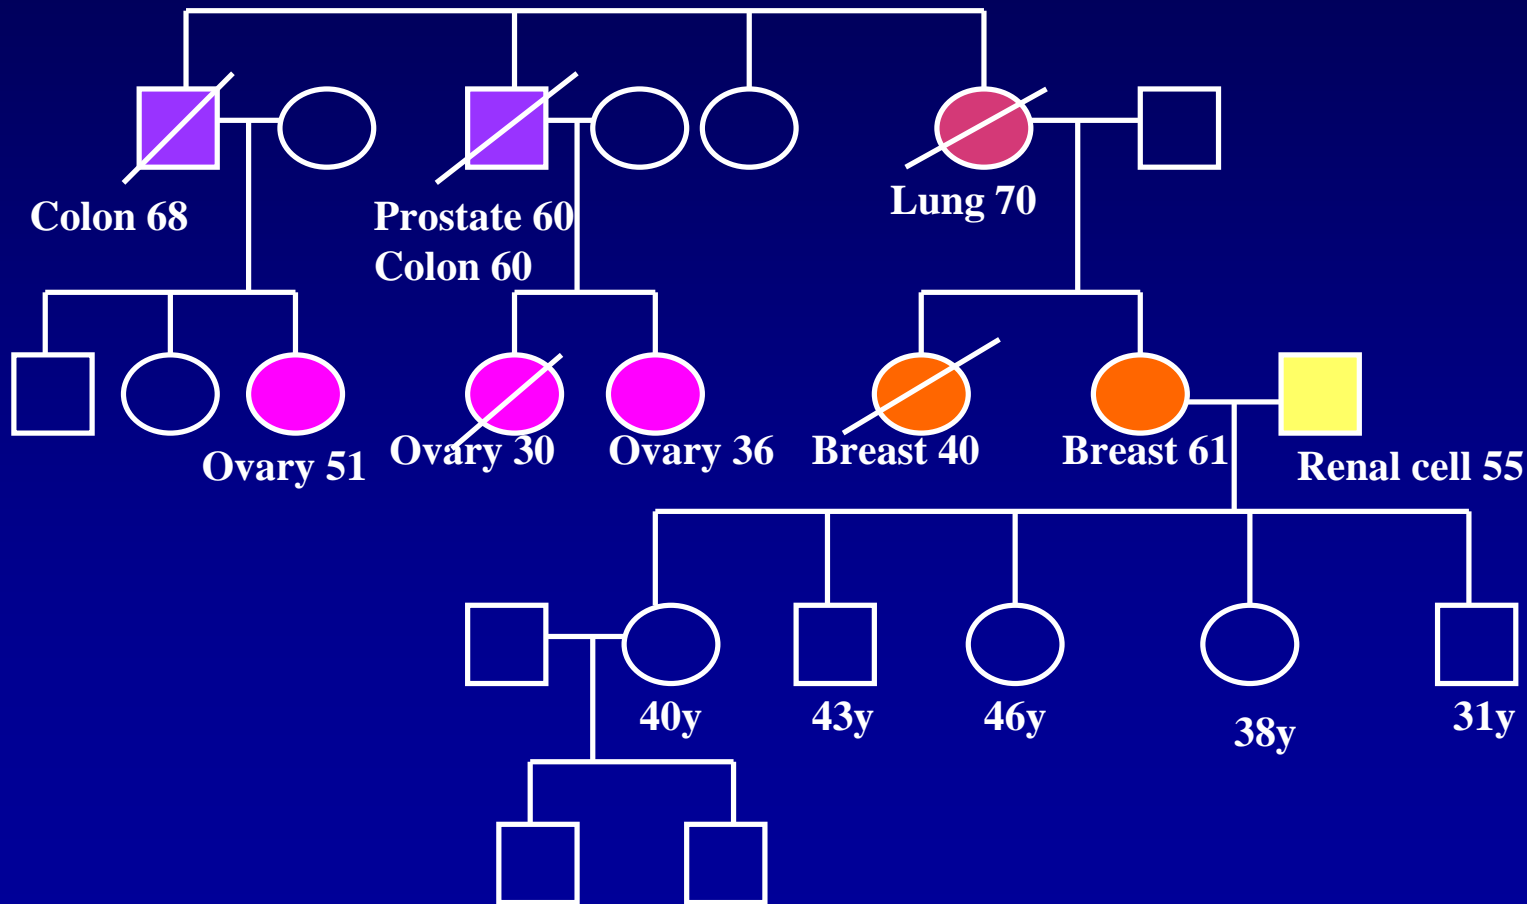 Colon 68
Prostate 60
Colon 60
Lung 70
Ovary 51
Ovary 30
Ovary 36
Breast 40
Breast 61
Renal cell 55
40y
43y
46y
38y
31y